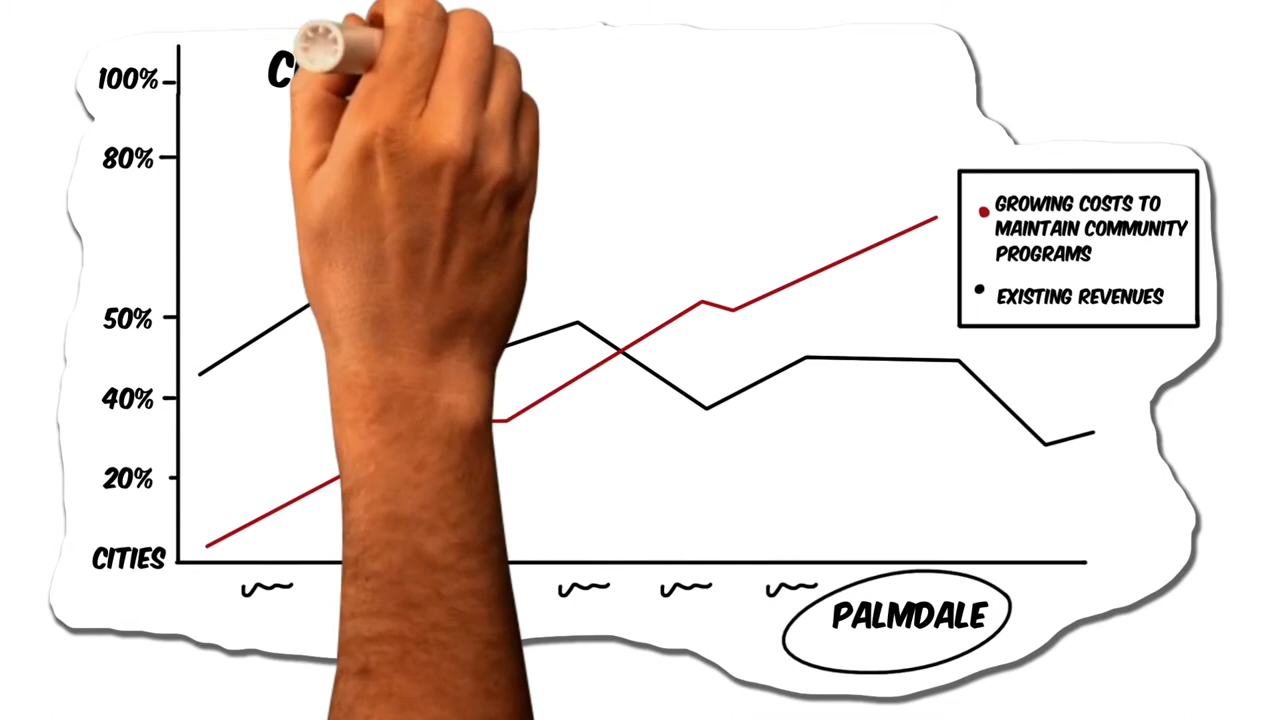 C
100%
80%
50%
40%
20%
CITIES
GROWING COSTS TO
MAINTAIN COMMUNITY
PROGRAMS
EXISTING REVENUES
PALMDALE